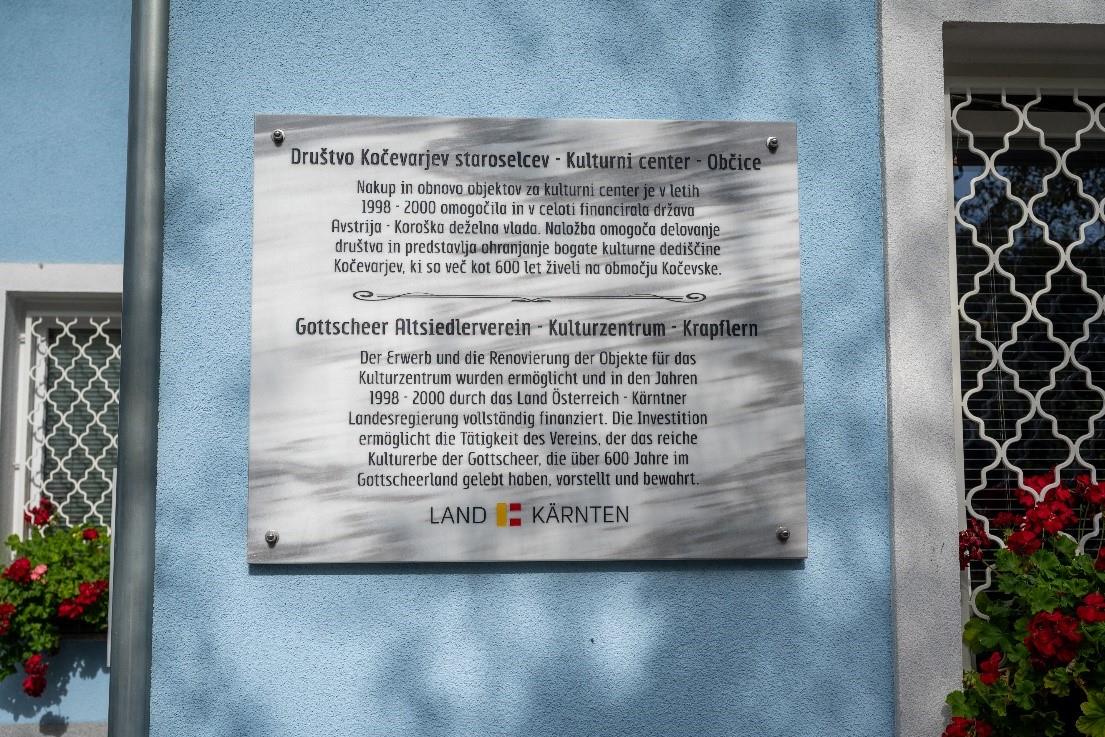 Društvo Kočevarjev staroselcev - Kulturni center - Občice
Nakup in obnova objektov za kulturni center je v letih
1998 - 2000 omogočila in v celoti financirala država
Avstrija - Koroška deželna vlada. Naložba omogoča delovanje
društva in predstavlja ohranjanje bogate kulturne dediščine
Kočevarjev, ki so več kot 600 let živeli na območju Kočevske.
Gottscheer Altsiedlerverein - Kulturzentrum - Krapflern
Der Erwerb und die Renovierung der Objekte für das
Kulturzentrum wurden ermöglicht und in den Jahren
1998 - 2000 durch das Land Österreich - Kärntner
Landesregierung vollständig finanziert. Die Investition
ermöglicht die Tätigkeit des Vereins, der das reiche
Kulturerbe der Gottscheer, die über 600 Jahre im
Gottscheerland gelebt haben, vorstellt und bewahrt.
LAND KÄRNTEN